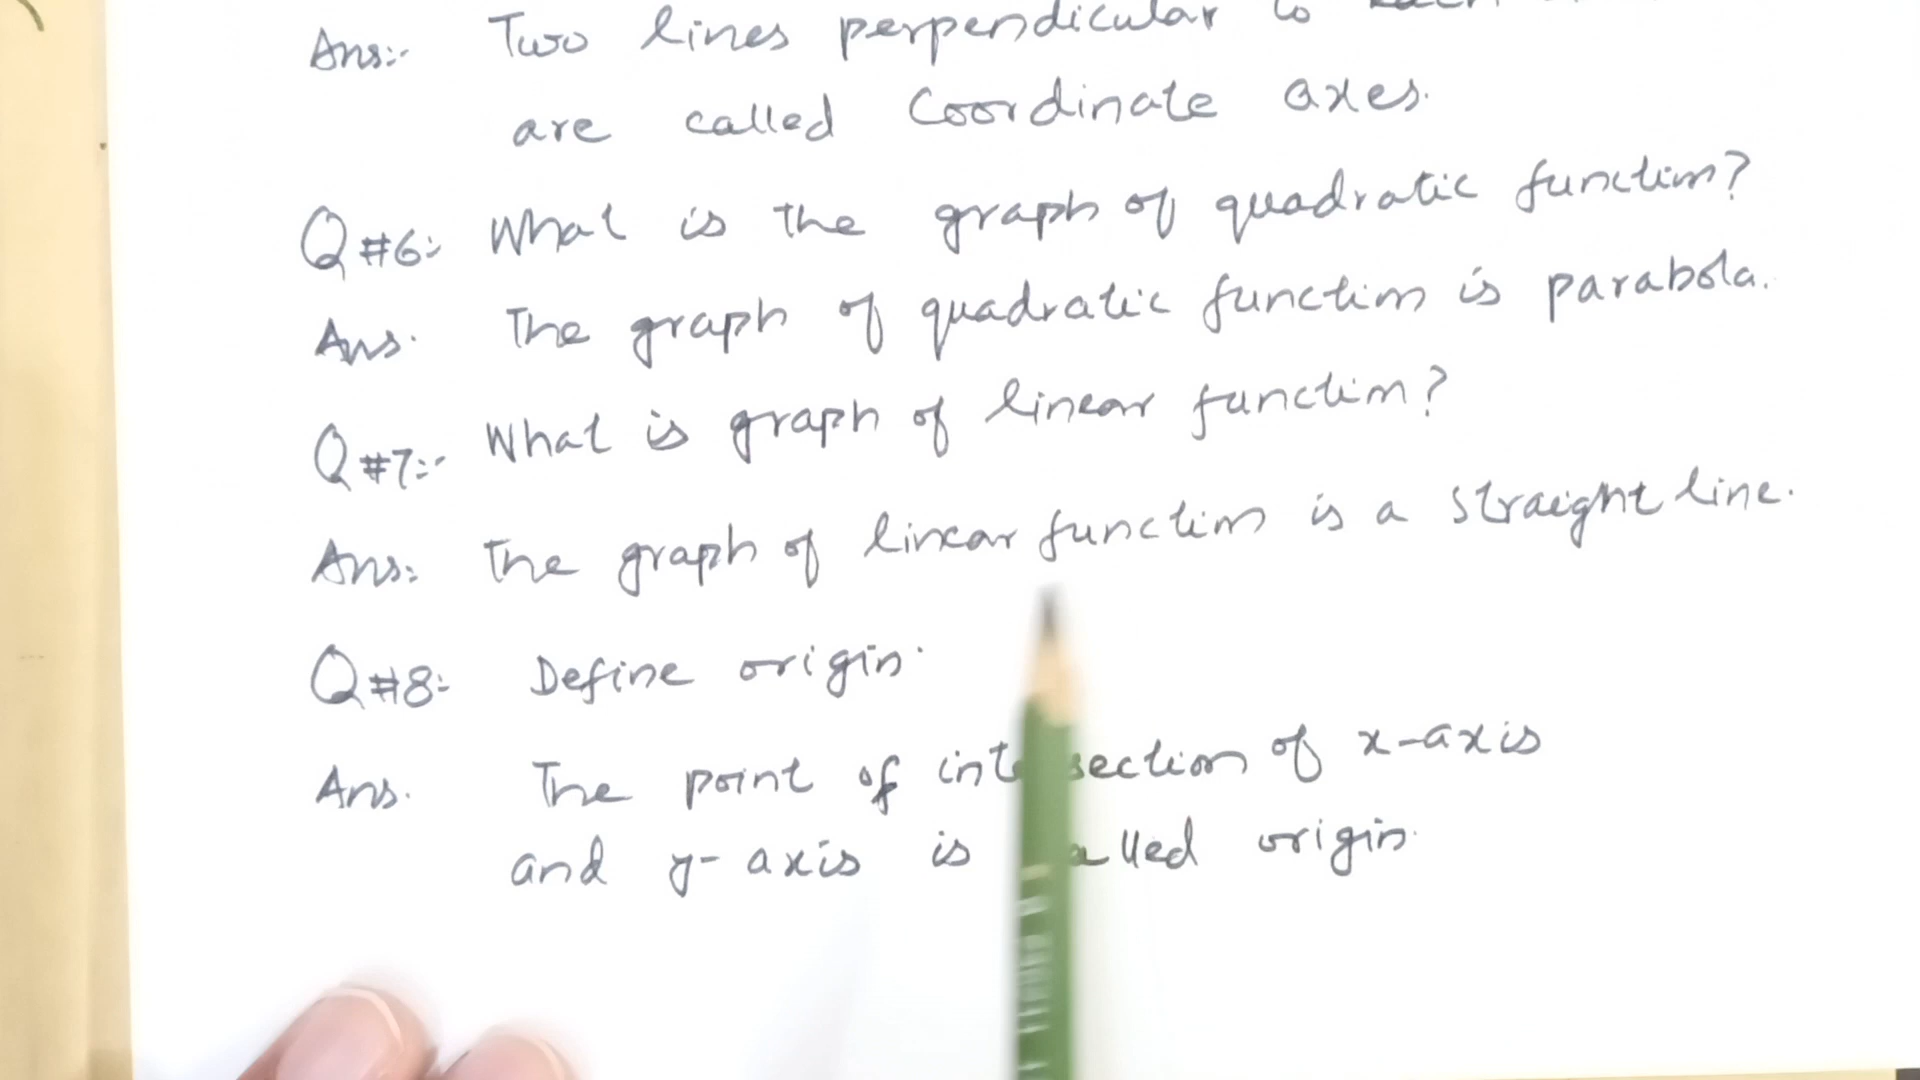 Ans:- Two lines perpendicular to
are called Coordinate axes.
Q#6:- What is the graph of quadratic function?
Ans. The graph of quadratic function is parabola.
Q#7:- What is graph of linear function?
Ans: The graph of linear function is a straight line.
Q#8:- Define origin.
Ans. The point of section of x-axis
and y-axis is origin.